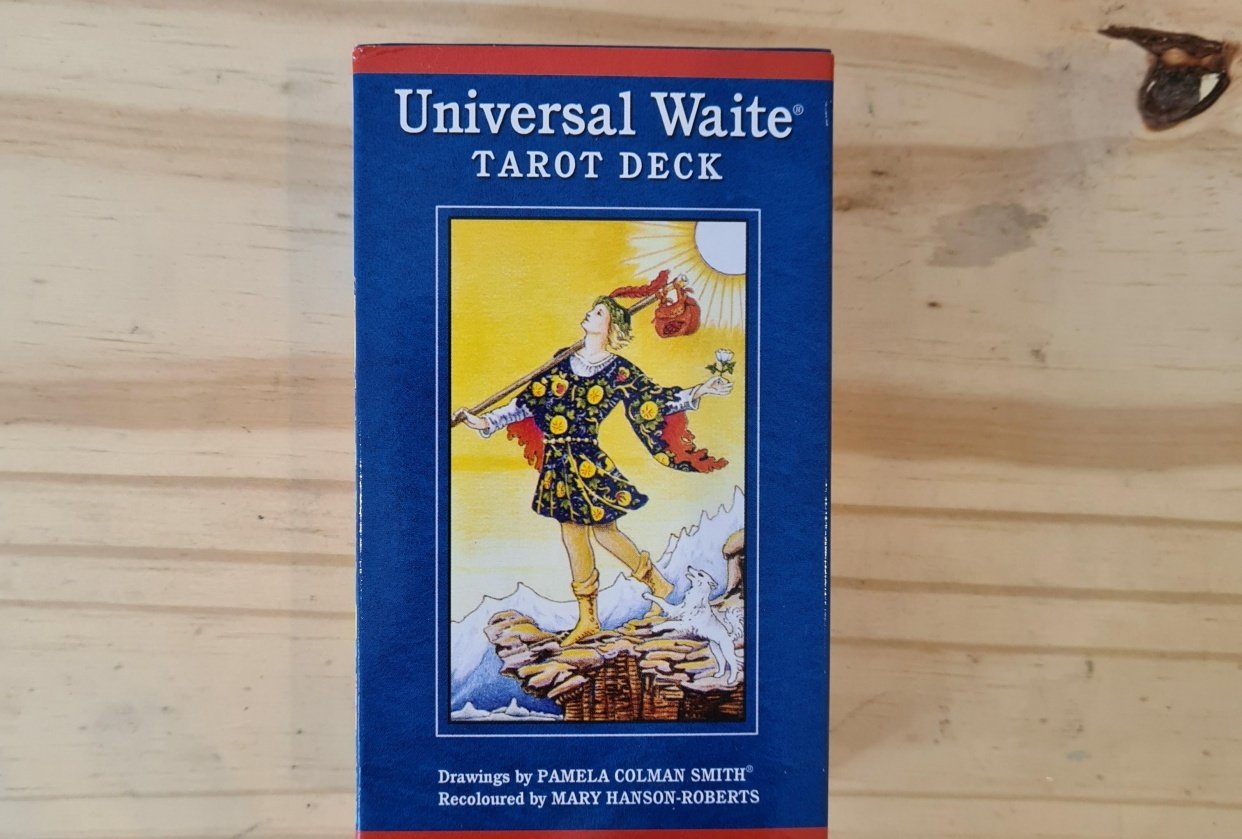 Universal Waite®
TAROT DECK
Drawings by PAMELA COLMAN SMITH®
Recoloured by MARY HANSON-ROBERTS